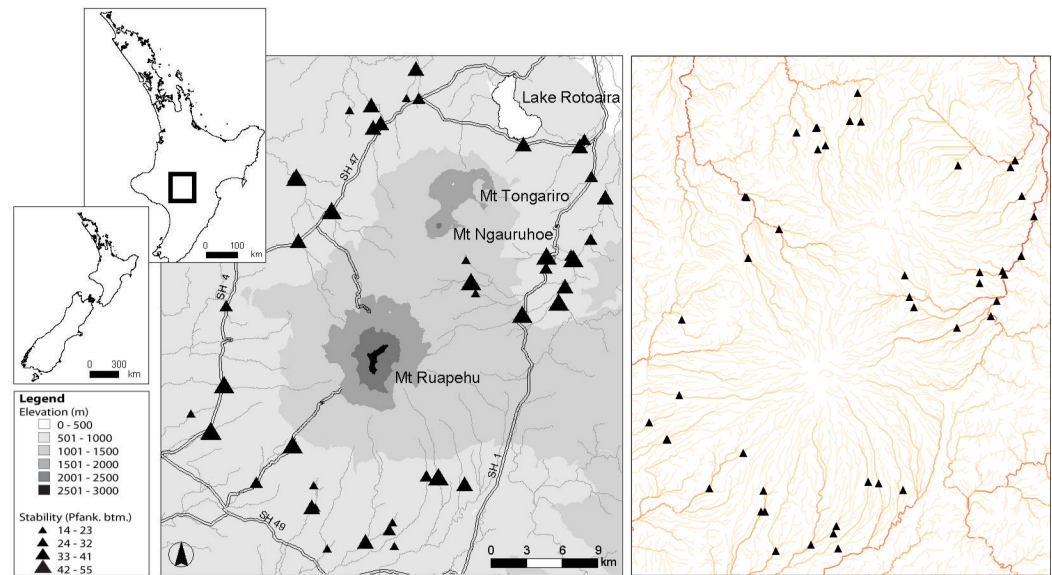 0 100
km
0 300
km
Legend
Elevation (m)
0 - 500
501 - 1000
1001 - 1500
1501 - 2000
2001 - 2500
2501 - 3000
Stability (Pfank. btm.)
14 - 23
24 - 32
33 - 41
42 - 55
Lake Rotoaira
SH 47
Mt Tongariro
Mt Ngauruhoe
SH 4
Mt Ruapehu
SH 1
SH 49
0 3 6 9
km